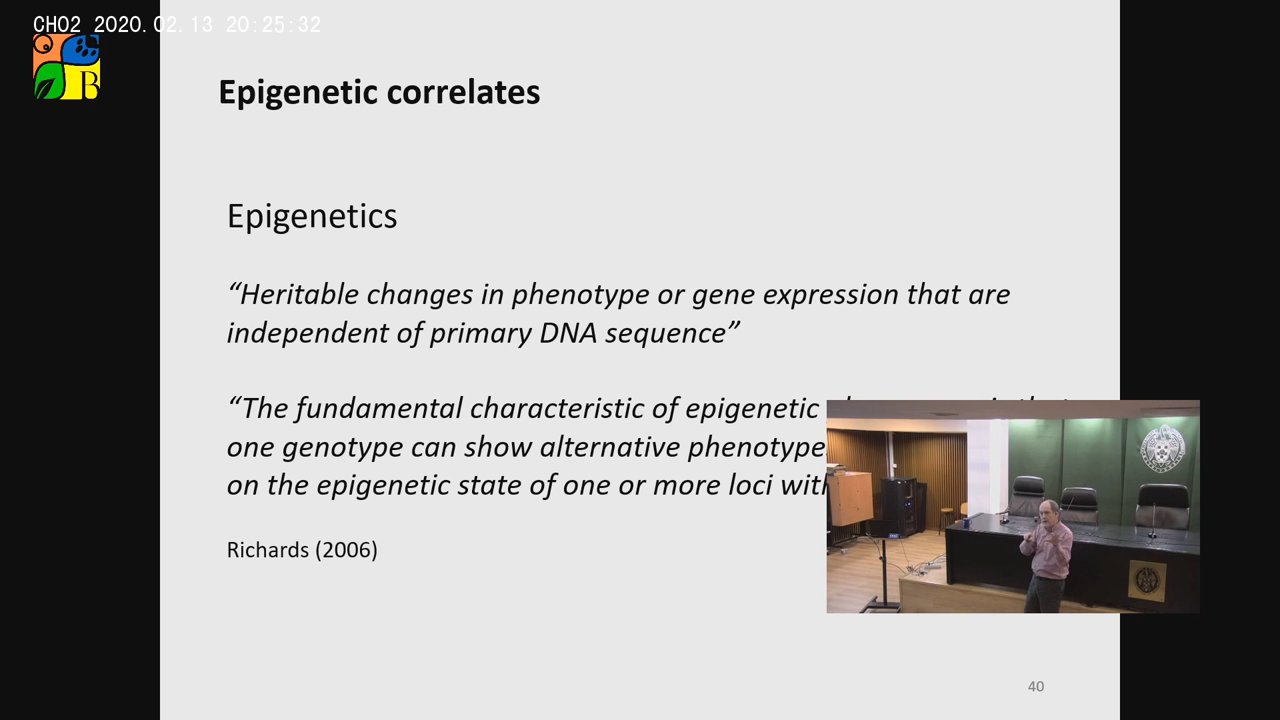 CH02 2020.02.13 20:25:32
B
Epigenetic correlates
Epigenetics
“Heritable changes in phenotype or gene expression that are
independent of primary DNA sequence”
“The fundamental characteristic of epigenetic
one genotype can show alternative
on the epigenetic state of one or more loci
Richards (2006)
40